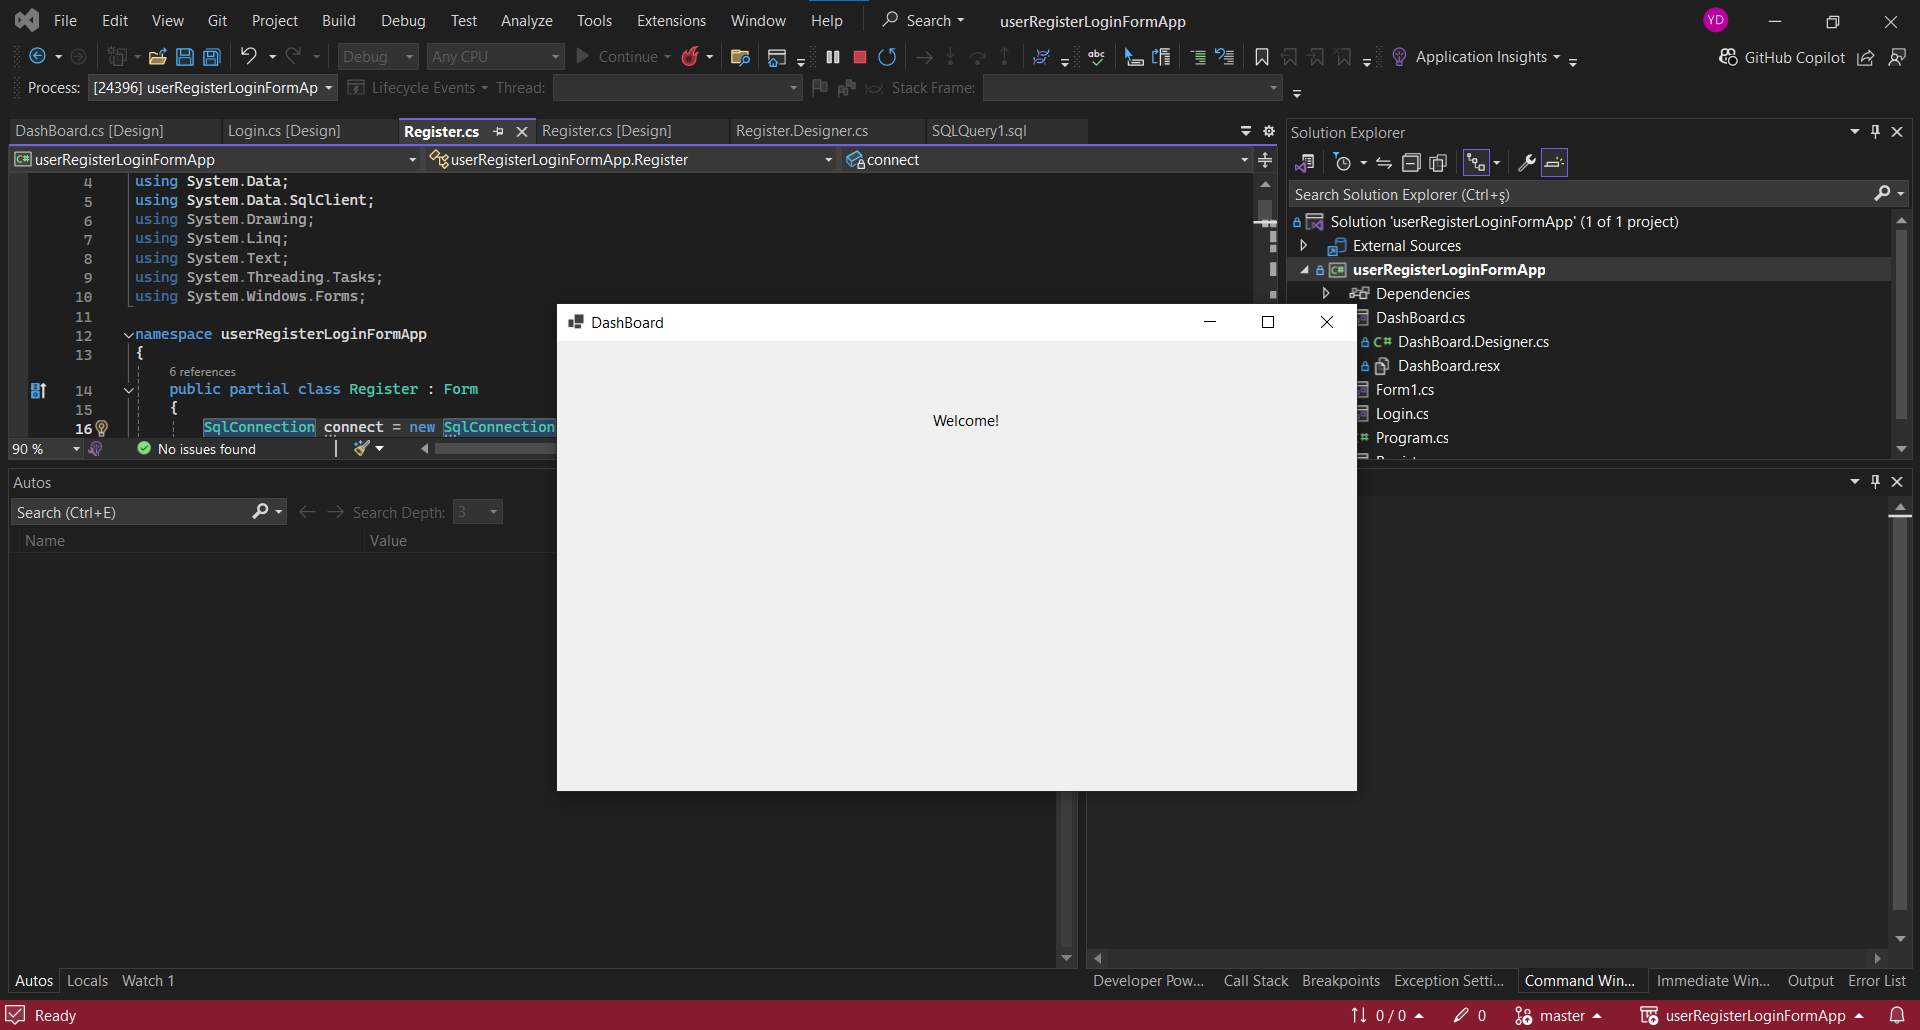 File Edit View Git Project Build Debug Test Analyze Tools Extensions Window Help Search userRegisterLoginFormApp YD
Debug Any CPU Continue Application Insights GitHub Copilot
Process: [24396] userRegisterLoginFormAp Lifecycle Events Thread: Stack Frame:
DashBoard.cs [Design] Login.cs [Design] Register.cs Register.cs [Design] Register.Designer.cs SQLQuery1.sql
userRegisterLoginFormApp userRegisterLoginFormApp.Register connect
4 using System.Data;
5 using System.Data.SqlClient;
6 using System.Drawing;
7 using System.Linq;
8 using System.Text;
9 using System.Threading.Tasks;
10 using System.Windows.Forms;
11
12 namespace userRegisterLoginFormApp
13 {
6 references
14 public partial class Register : Form
15 {
16 SqlConnection connect = new SqlConnection
90 % No issues found
Solution Explorer
Search Solution Explorer (Ctrl+ş)
Solution 'userRegisterLoginFormApp' (1 of 1 project)
External Sources
C# userRegisterLoginFormApp
Dependencies
DashBoard.cs
C# DashBoard.Designer.cs
DashBoard.resx
Form1.cs
Login.cs
Program.cs
DashBoard
Welcome!
Autos
Search (Ctrl+E) Search Depth: 3
Name Value
Autos Locals Watch 1
Developer Pow... Call Stack Breakpoints Exception Setti... Command Win... Immediate Win... Output Error List
Ready 0 / 0 0 master userRegisterLoginFormApp